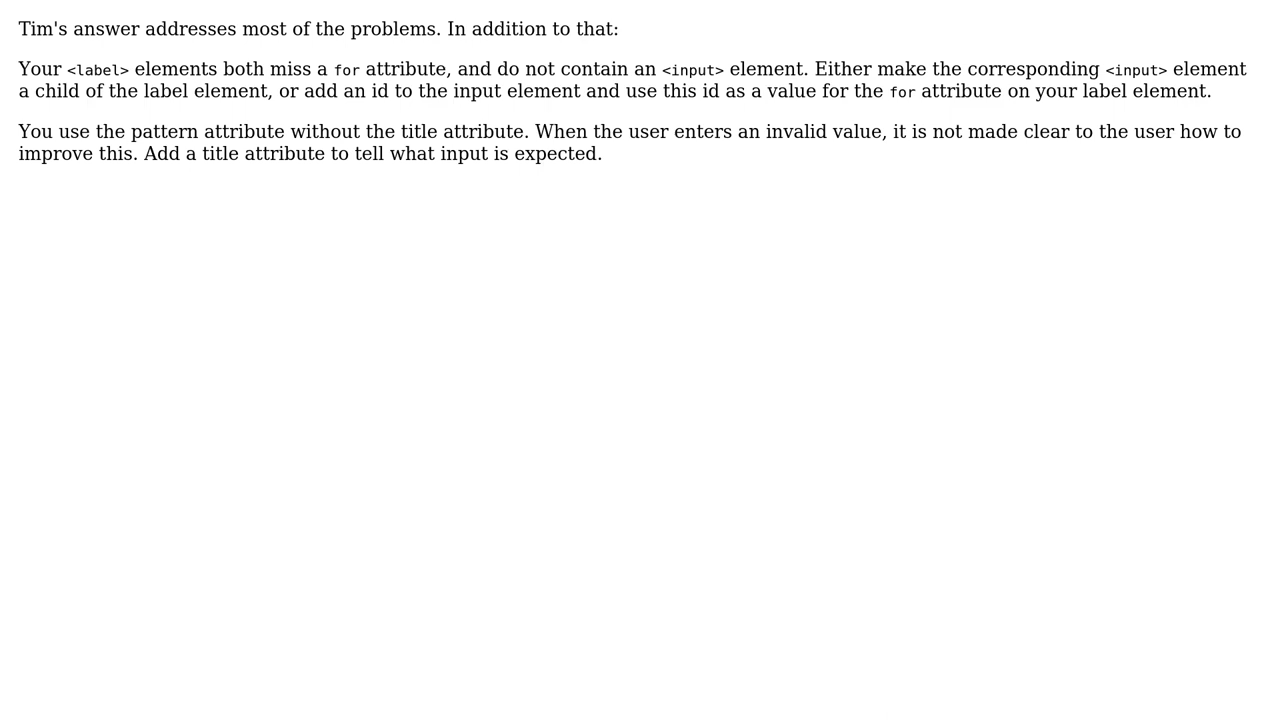 Tim's answer addresses most of the problems. In addition to that:
Your <label> elements both miss a for attribute, and do not contain an <input> element. Either make the corresponding <input> element
a child of the label element, or add an id to the input element and use this id as a value for the for attribute on your label element.
You use the pattern attribute without the title attribute. When the user enters an invalid value, it is not made clear to the user how to
improve this. Add a title attribute to tell what input is expected.